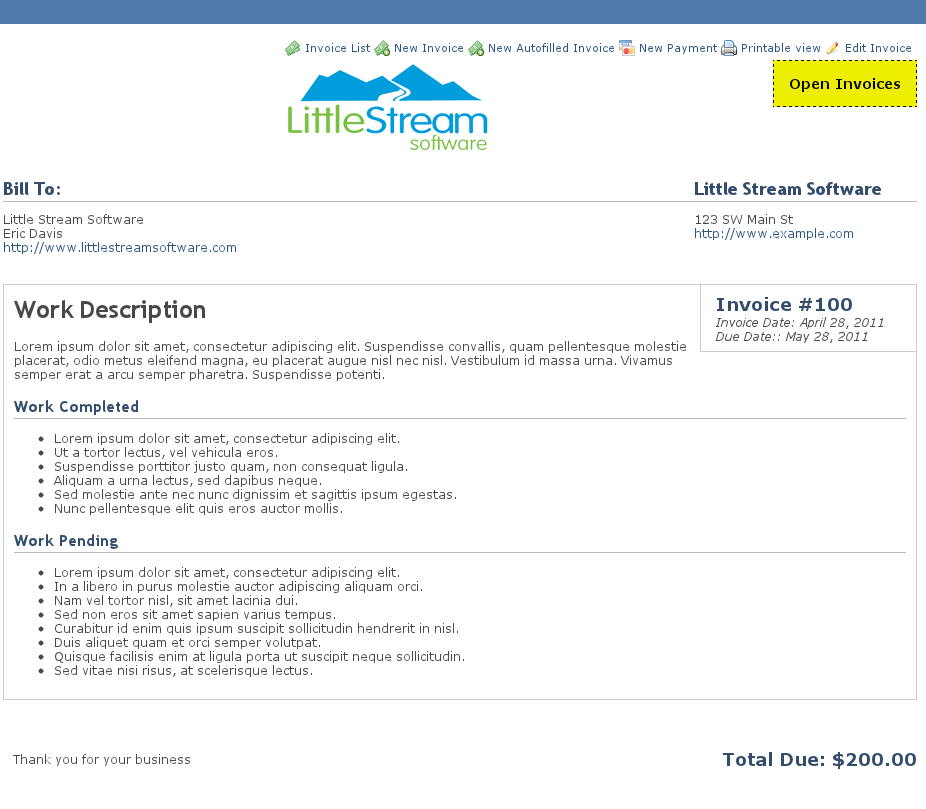 Invoice List New Invoice New Autofilled Invoice New Payment Printable view Edit Invoice
Open Invoices
LittleStream
software
Bill To:
Little Stream Software
Eric Davis
http://www.littlestreamsoftware.com
Little Stream Software
123 SW Main St
http://www.example.com
Work Description
Invoice #100
Invoice Date: April 28, 2011
Due Date:: May 28, 2011
Lorem ipsum dolor sit amet, consectetur adipiscing elit. Suspendisse convallis, quam pellentesque molestie
placerat, odio metus eleifend magna, eu placerat augue nisl nec nisl. Vestibulum id massa urna. Vivamus
semper erat a arcu semper pharetra. Suspendisse potenti.
Work Completed
Lorem ipsum dolor sit amet, consectetur adipiscing elit.
Ut a tortor lectus, vel vehicula eros.
Suspendisse porttitor justo quam, non consequat ligula.
Aliquam a urna lectus, sed dapibus neque.
Sed molestie ante nec nunc dignissim et sagittis ipsum egestas.
Nunc pellentesque elit quis eros auctor mollis.
Work Pending
Lorem ipsum dolor sit amet, consectetur adipiscing elit.
In a libero in purus molestie auctor adipiscing aliquam orci.
Nam vel tortor nisl, sit amet lacinia dui.
Sed non eros sit amet sapien varius tempus.
Curabitur id enim quis ipsum suscipit sollicitudin hendrerit in nisl.
Duis aliquet quam et orci semper volutpat.
Quisque facilisis enim at ligula porta ut suscipit neque sollicitudin.
Sed vitae nisi risus, at scelerisque lectus.
Thank you for your business
Total Due: $200.00